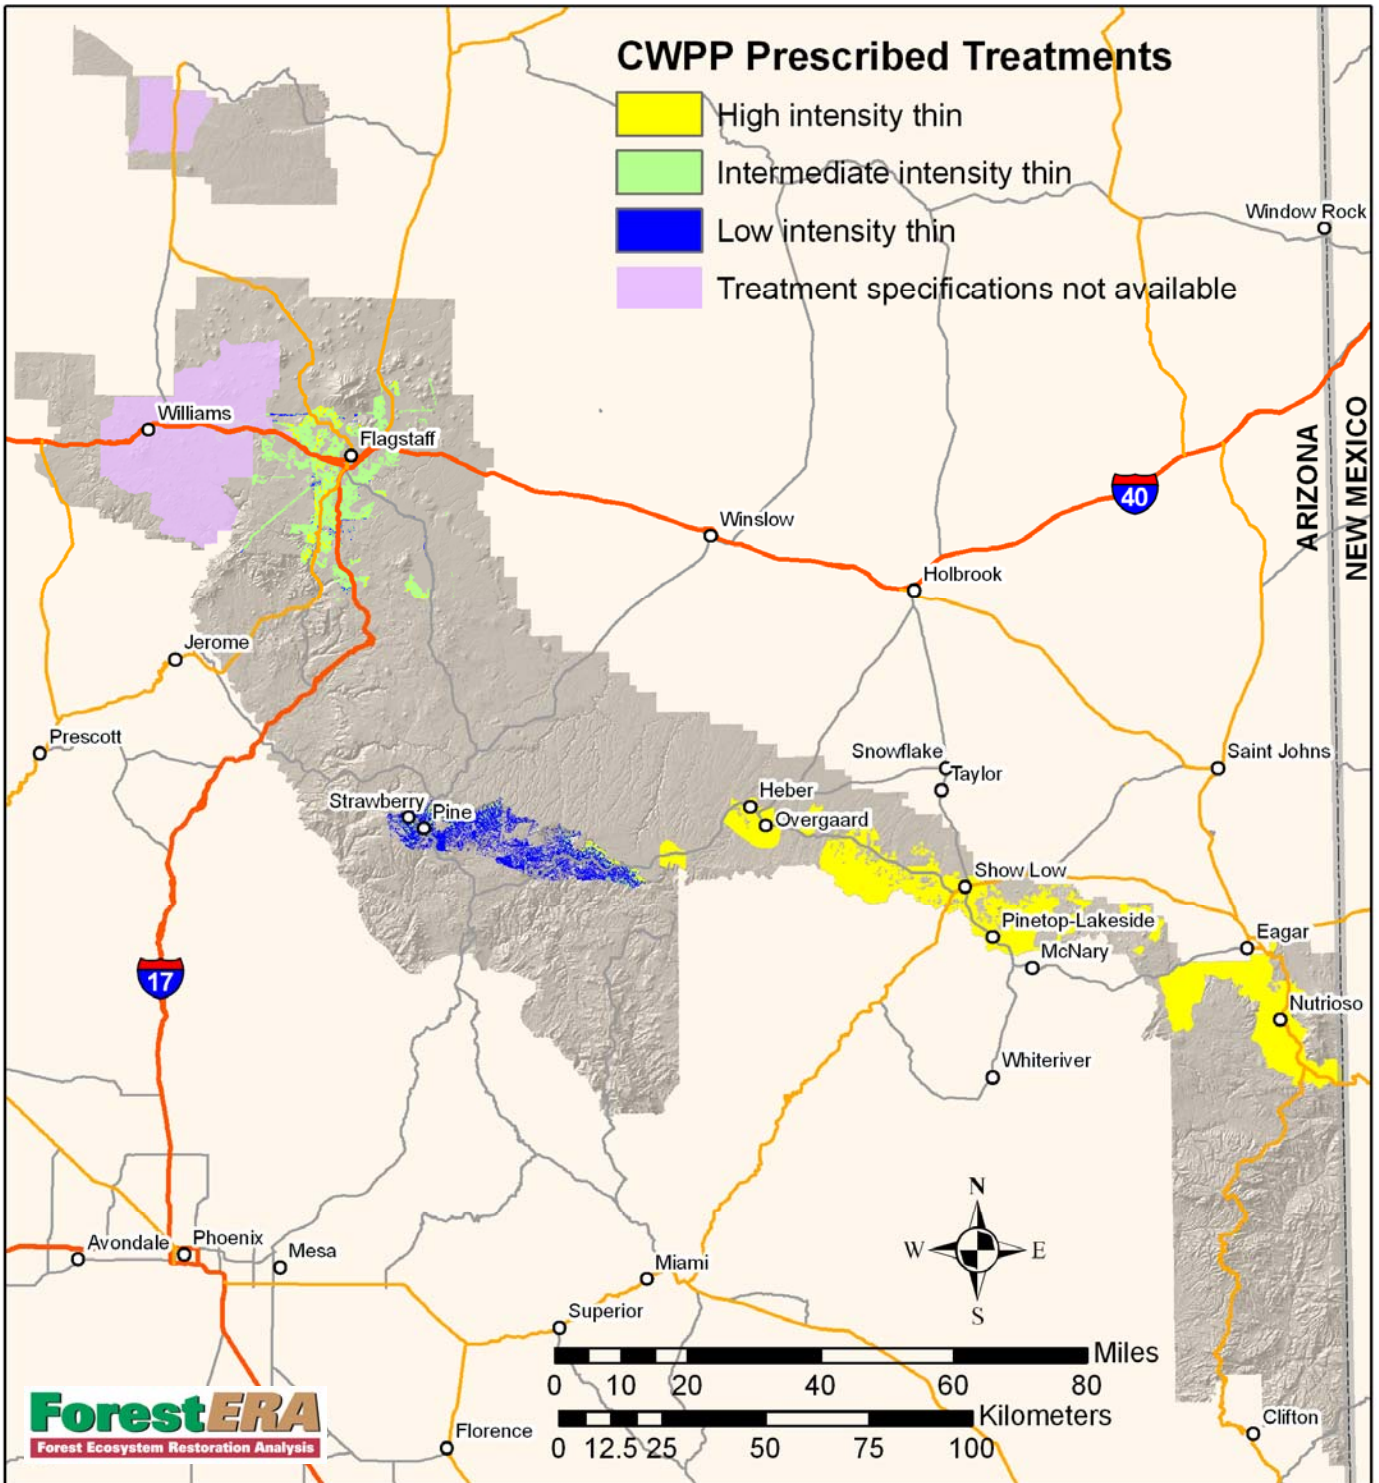 CWPP Prescribed Treatments
High intensity thin
Intermediate intensity thin
Low intensity thin
Treatment specifications not available
Window Rock
Williams
Flagstaff
ARIZONA
NEW MEXICO
40
Winslow
Holbrook
Jerome
Prescott
Snowflake
Taylor
Saint Johns
Heber
Strawberry
Pine
Overgaard
Show Low
Pinetop-Lakeside
Eagar
McNary
17
Nutrioso
Whiteriver
N
W
E
S
Avondale
Phoenix
Mesa
Miami
Superior
Miles
0 10 20 40 60 80
Kilometers
0 12.5 25 50 75 100
ForestERA
Forest Ecosystem Restoration Analysis
Florence
Clifton